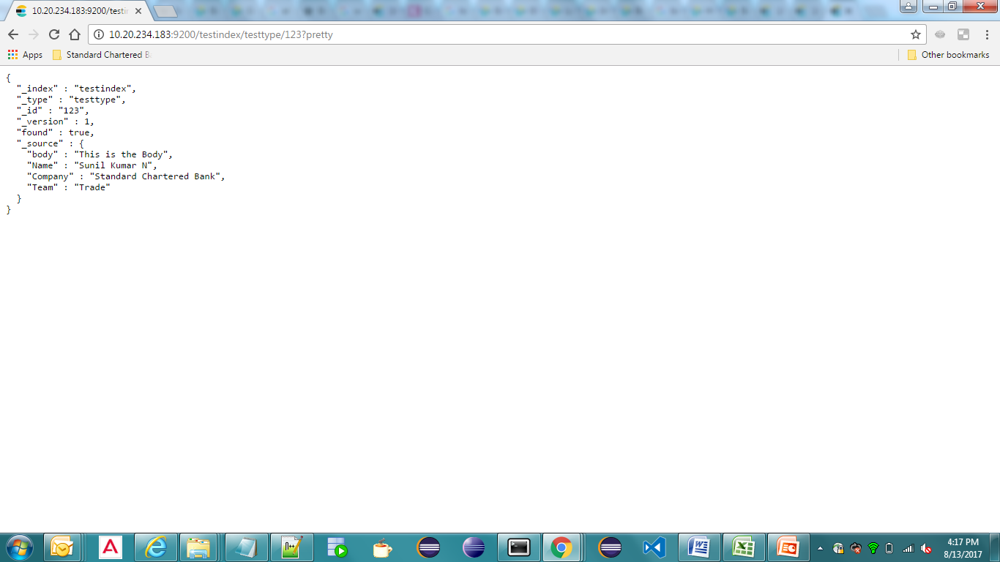 10.20.234.183:9200/testin
10.20.234.183:9200/testindex/testtype/123?pretty
Apps
Standard Chartered B
Other bookmarks
{
"_index" : "testindex",
"_type" : "testtype",
"_id" : "123",
"_version" : 1,
"found" : true,
"_source" : {
"body" : "This is the Body",
"Name" : "Sunil Kumar N",
"Company" : "Standard Chartered Bank",
"Team" : "Trade"
}
}
4:17 PM
8/13/2017